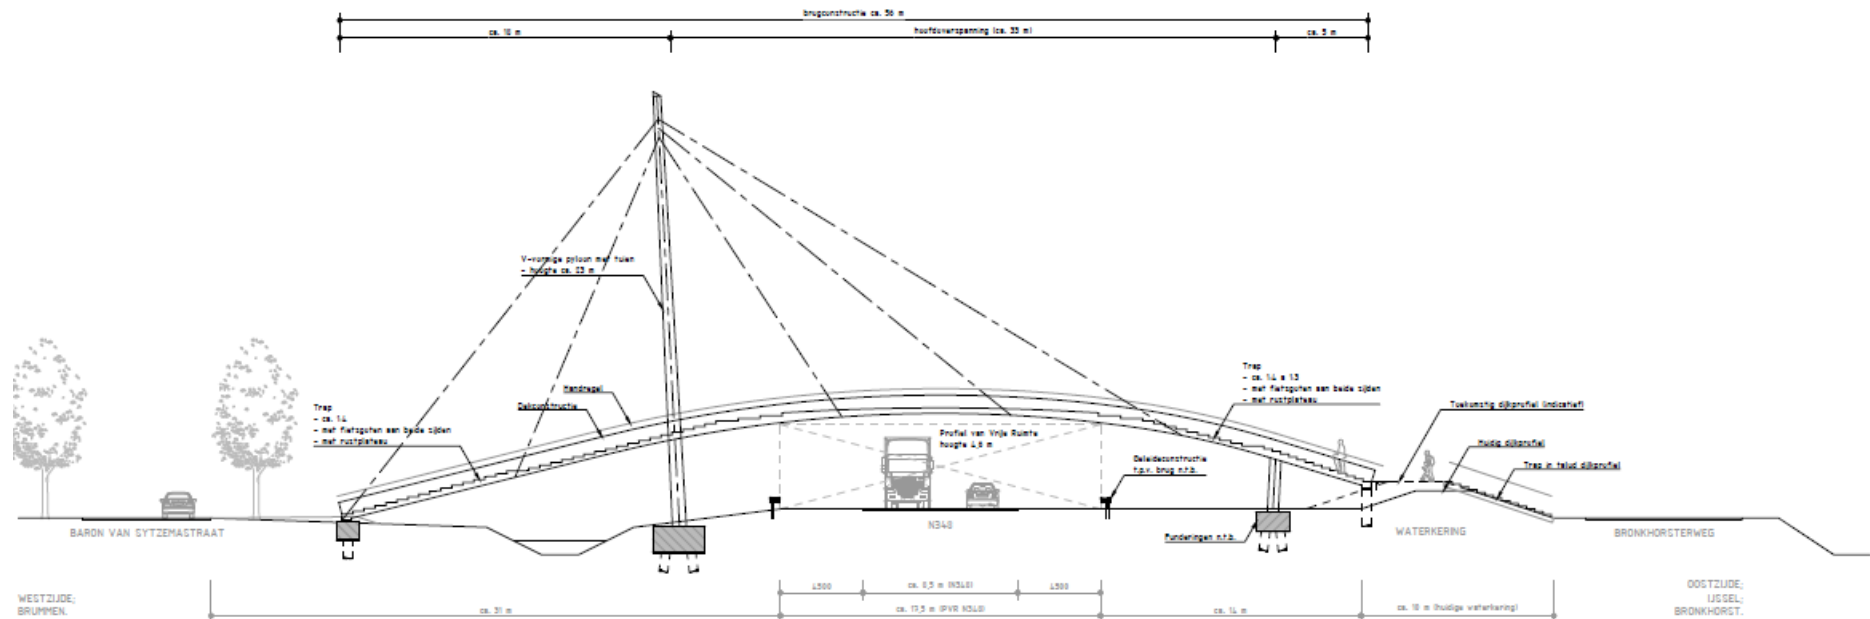 brugconstructie ca. 56 m
ca. 18 m
hoofdoverspanning (ca. 33 m)
ca. 5 m
V-vormige pyloon met tuien
- hoogte ca. 23 m
Handregel
Dekconstructie
Trap
- ca. 1:4
- met fietsgoten aan beide zijden
- met rustplateau
Trap
- ca. 1:4 a 1:3
- met fietsgoten aan beide zijden
- met rustplateau
Profiel van Vrije Ruimte
hoogte 4,6 m
Geleideconstructie
t.p.v. brug n.t.b.
Toekomstig dijkprofiel (indicatief)
Huidig dijkprofiel
Trap in talud dijkprofiel
Funderingen n.t.b.
BARON VAN SYTZEMASTRAAT
N348
WATERKERING
BRONKHORSTERWEG
4500
ca. 8,5 m (N348)
4500
ca. 31 m
ca. 17,5 m (PVR N348)
ca. 14 m
ca. 10 m (huidige waterkering)
WESTZIJDE;
BRUMMEN.
OOSTZIJDE;
IJSSEL;
BRONKHORST.